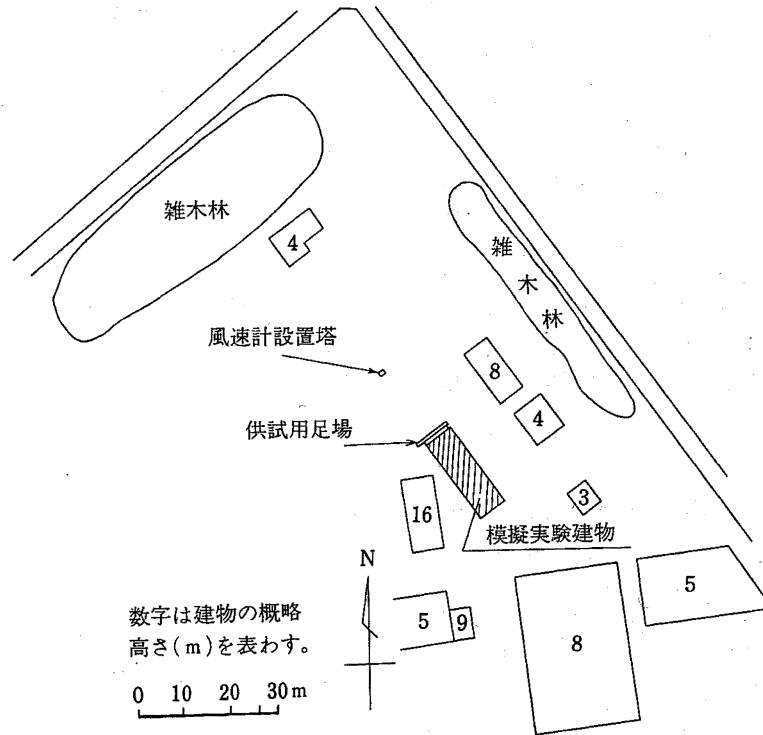 雑木林
4
雑
木
林
風速計設置塔
8
4
供試用足場
3
16
模擬実験建物
N
5
5
9
8
数字は建物の概略
高さ(m)を表わす。
0 10 20 30m